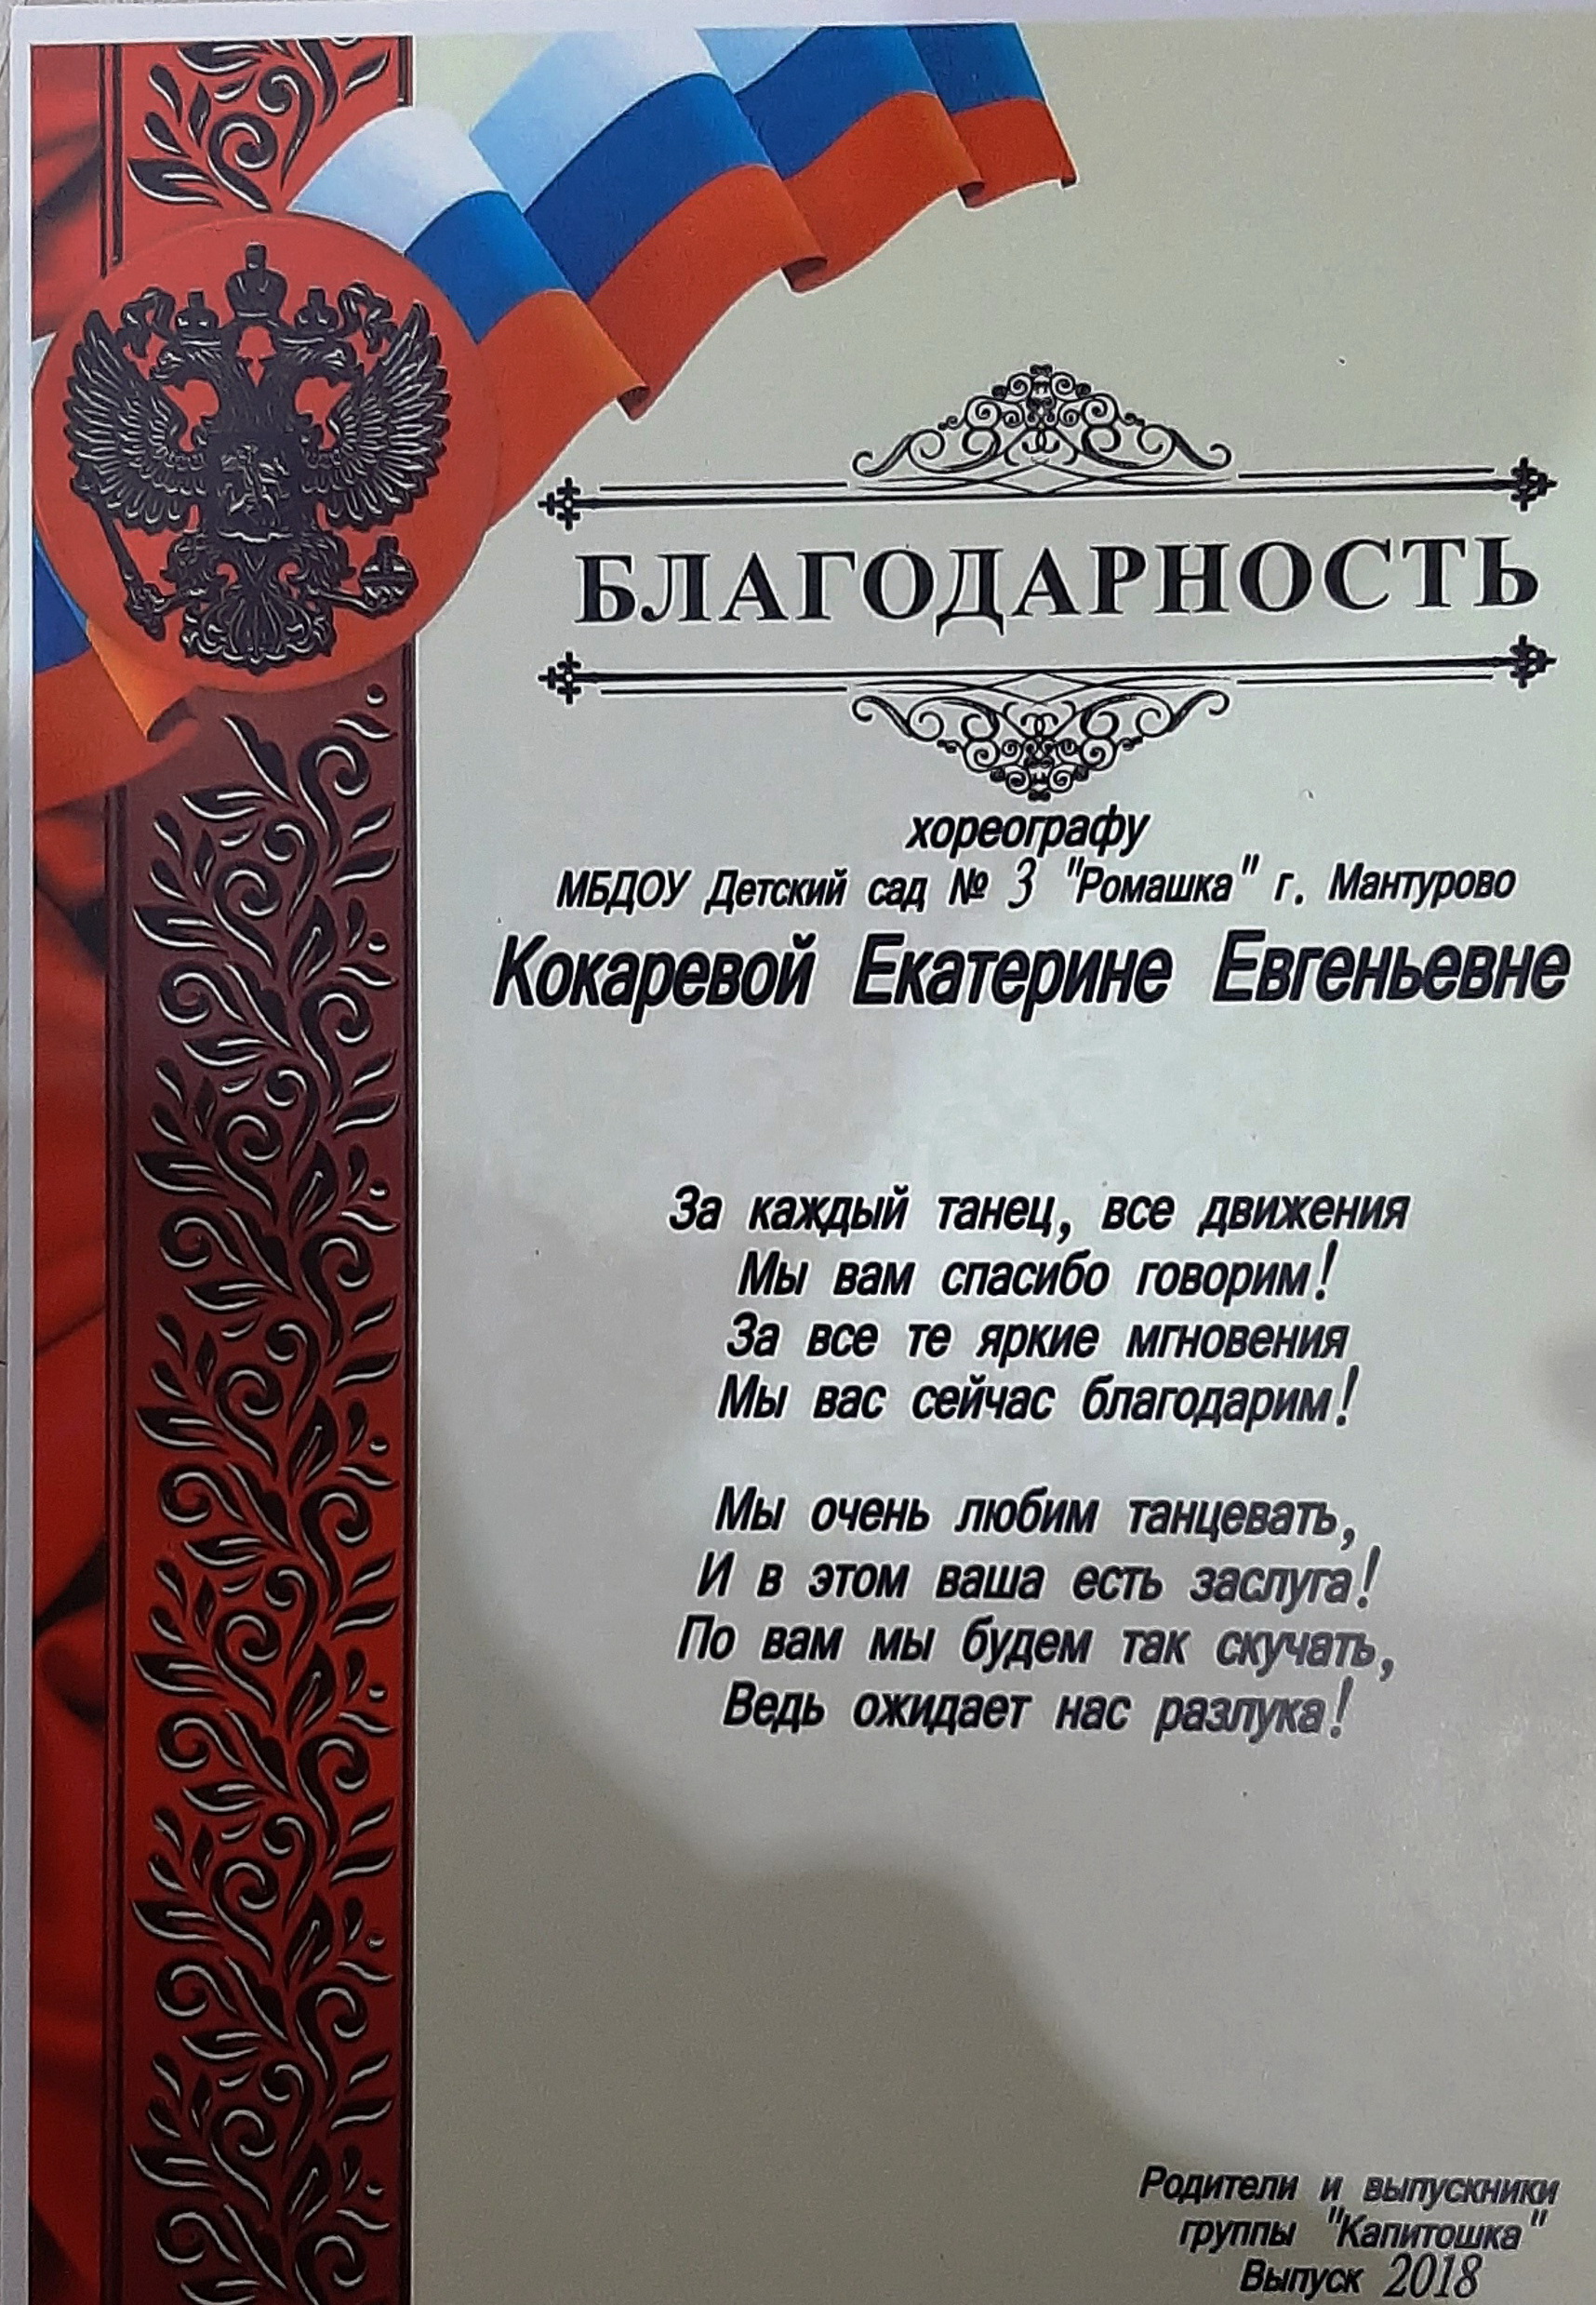 БЛАГОДАРНОСТЬ
хореографу
МБДОУ Детский сад № 3 "Ромашка" г. Мантурово
Кокаревой Екатерине Евгеньевне
За каждый танец, все движения
Мы вам спасибо говорим!
За все те яркие мгновения
Мы вас сейчас благодарим!
Мы очень любим танцевать,
И в этом ваша есть заслуга!
По вам мы будем так скучать,
Ведь ожидает нас разлука!
Родители и выпускники
группы "Капитошка"
Выпуск 2018